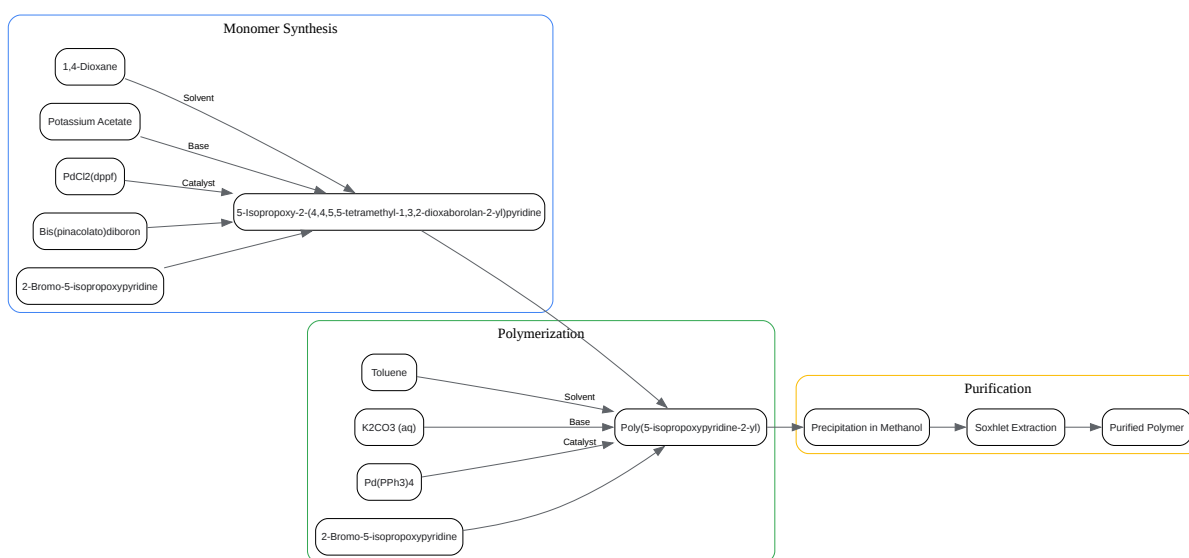 Monomer Synthesis
1,4-Dioxane
Solvent
Potassium Acetate
Base
PdCl2(dppf)
Catalyst
5-Isopropoxy-2-(4,4,5,5-tetramethyl-1,3,2-dioxaborolan-2-yl)pyridine
Bis(pinacolato)diboron
2-Bromo-5-isopropoxypyridine
Polymerization
Toluene
Solvent
K2CO3 (aq)
Base
Catalyst
Pd(PPh3)4
2-Bromo-5-isopropoxypyridine
Poly(5-isopropoxypyridine-2-yl)
Purification
Precipitation in Methanol
Soxhlet Extraction
Purified Polymer